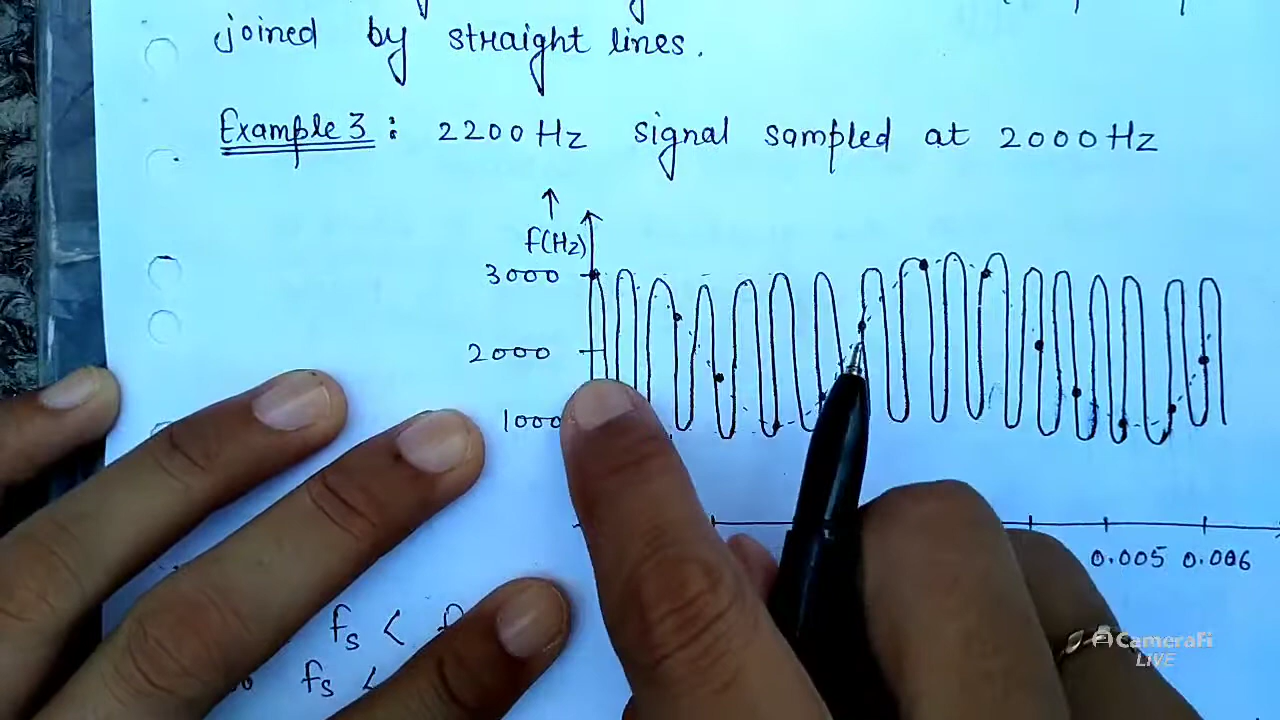 joined by straight lines.
Example 3 : 2200 Hz signal sampled at 2000 Hz
f(Hz)
3000
2000
1000
0.005 0.006
fs <
fs <
CameraFi
LIVE